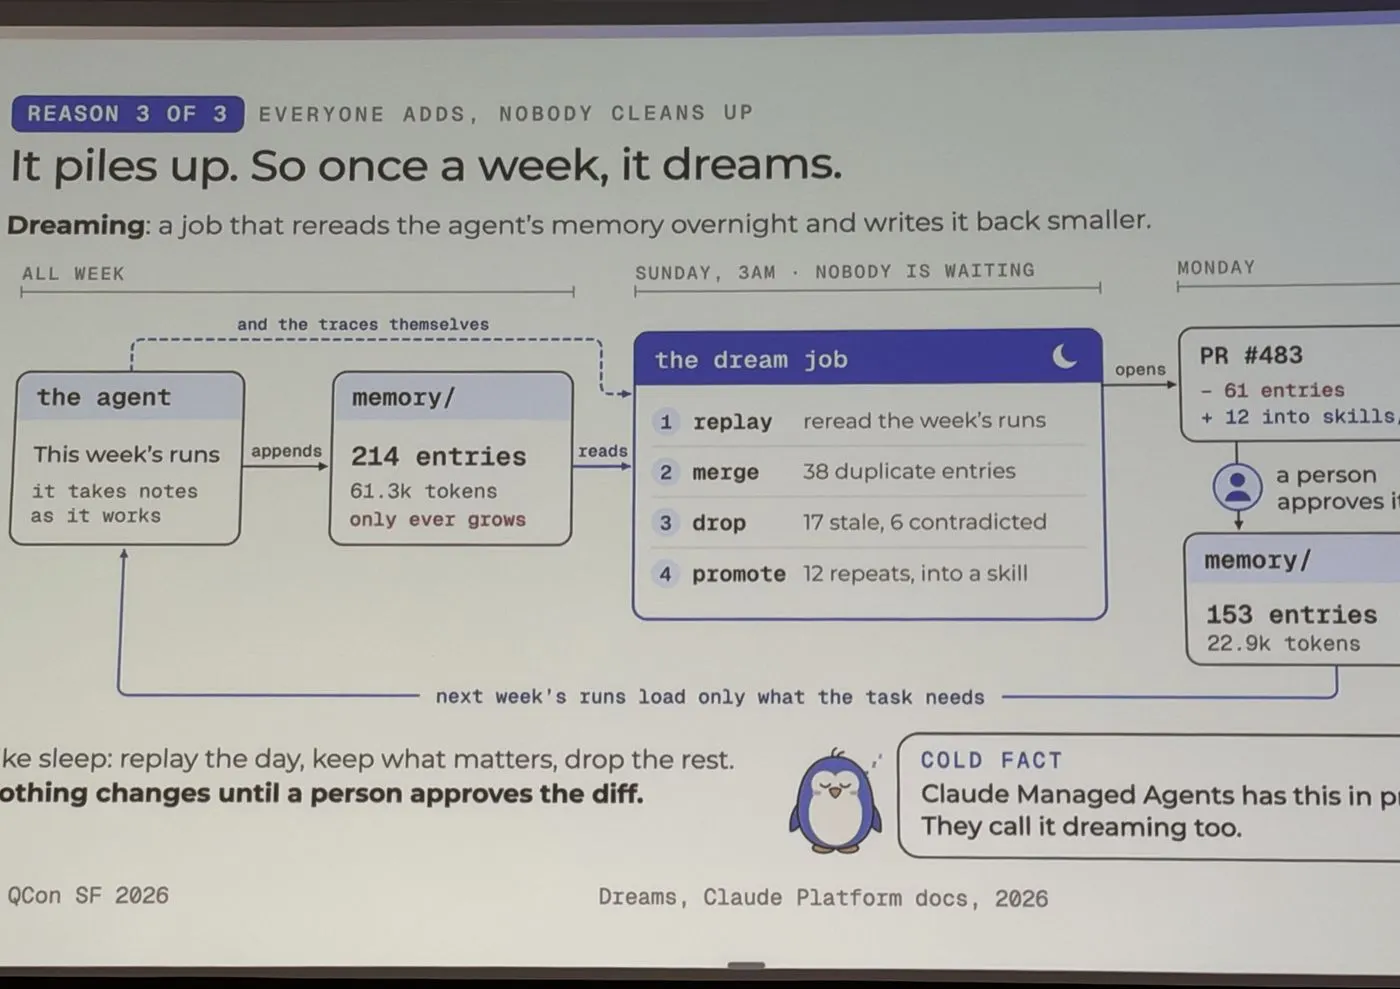 REASON 3 OF 3 EVERYONE ADDS, NOBODY CLEANS UP
It piles up. So once a week, it dreams.
Dreaming: a job that rereads the agent's memory overnight and writes it back smaller.
ALL WEEK
and the traces themselves
the agent
This week's runs
it takes notes
as it works
appends
memory/
214 entries
61.3k tokens
only ever grows
reads
SUNDAY, 3AM · NOBODY IS WAITING
the dream job
1 replay reread the week's runs
2 merge 38 duplicate entries
3 drop 17 stale, 6 contradicted
4 promote 12 repeats, into a skill
opens
MONDAY
PR #483
− 61 entries
+ 12 into skills,
a person
approves
memory/
153 entries
22.9k tokens
next week's runs load only what the task needs
sleep: replay the day, keep what matters, drop the rest.
changes until a person approves the diff.
z z
COLD FACT
Claude Managed Agents has this in
They call it dreaming too.
QCon SF 2026
Dreams, Claude Platform docs, 2026